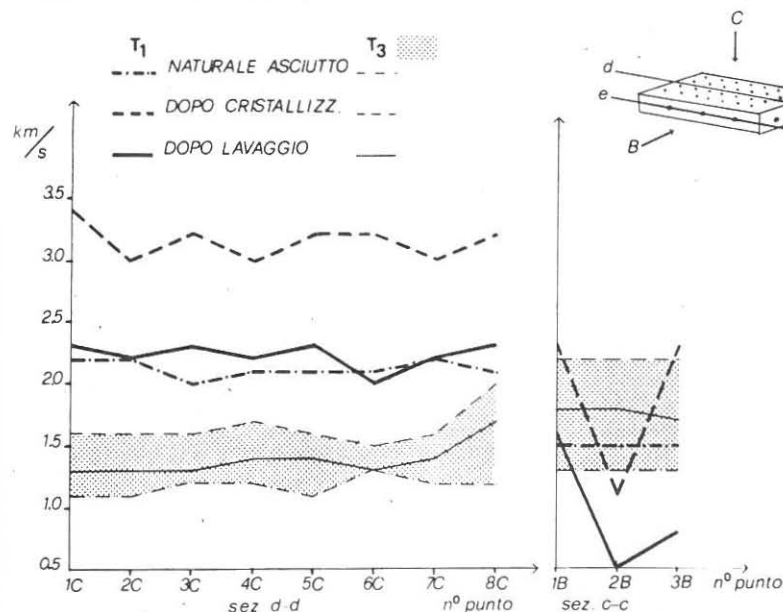 T1 T3
NATURALE ASCIUTTO
DOPO CRISTALLIZZ.
DOPO LAVAGGIO
km/s
3.5
3.0
2.5
2.0
1.5
1.0
0.5
1C 2C 3C 4C 5C 6C 7C 8C
sez d-d n° punto
C
d
e
B
1B 2B 3B n° punto
sez. c-c